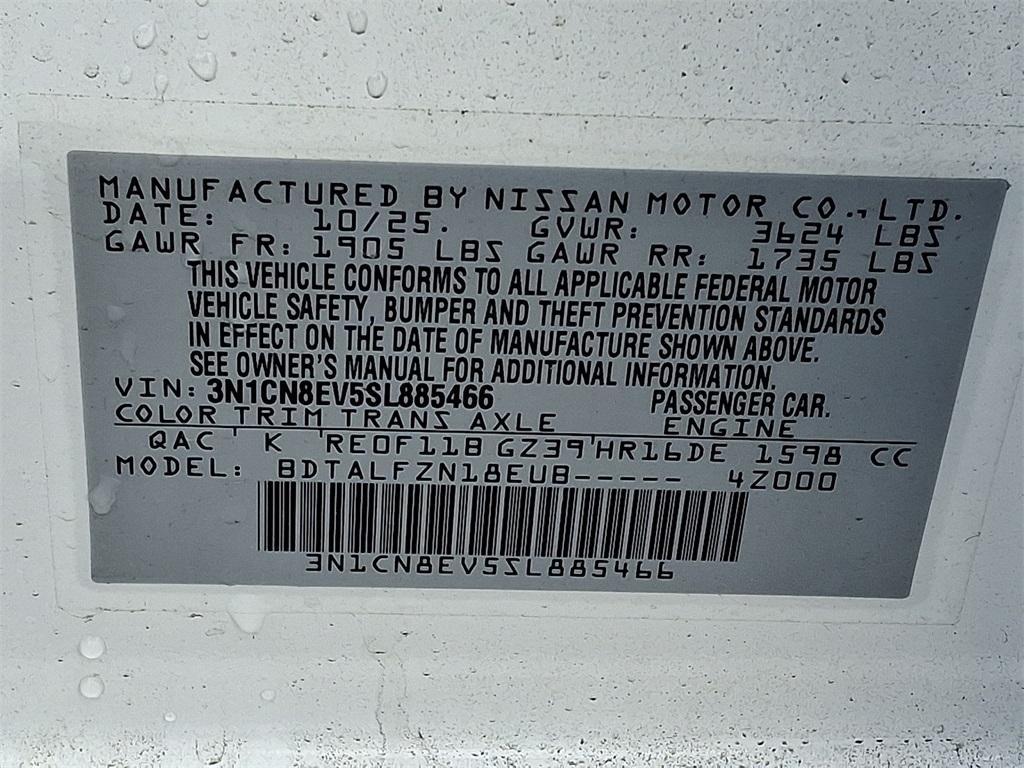 MANUFACTURED BY NISSAN MOTOR CO., LTD.
DATE: 10/25. GVWR: 3624 LBS
GAWR FR: 1905 LBS GAWR RR: 1735 LBS
THIS VEHICLE CONFORMS TO ALL APPLICABLE FEDERAL MOTOR
VEHICLE SAFETY, BUMPER AND THEFT PREVENTION STANDARDS
IN EFFECT ON THE DATE OF MANUFACTURE SHOWN ABOVE.
SEE OWNER'S MANUAL FOR ADDITIONAL INFORMATION.
VIN: 3N1CN8EV5SL885466 PASSENGER CAR.
COLOR TRIM TRANS AXLE ENGINE
QAC ' K 'RE0F11B GZ39'HR16DE 1598 CC
MODEL: BDTALFZN18EUB----- 4Z000
3N1CN8EV5SL885466